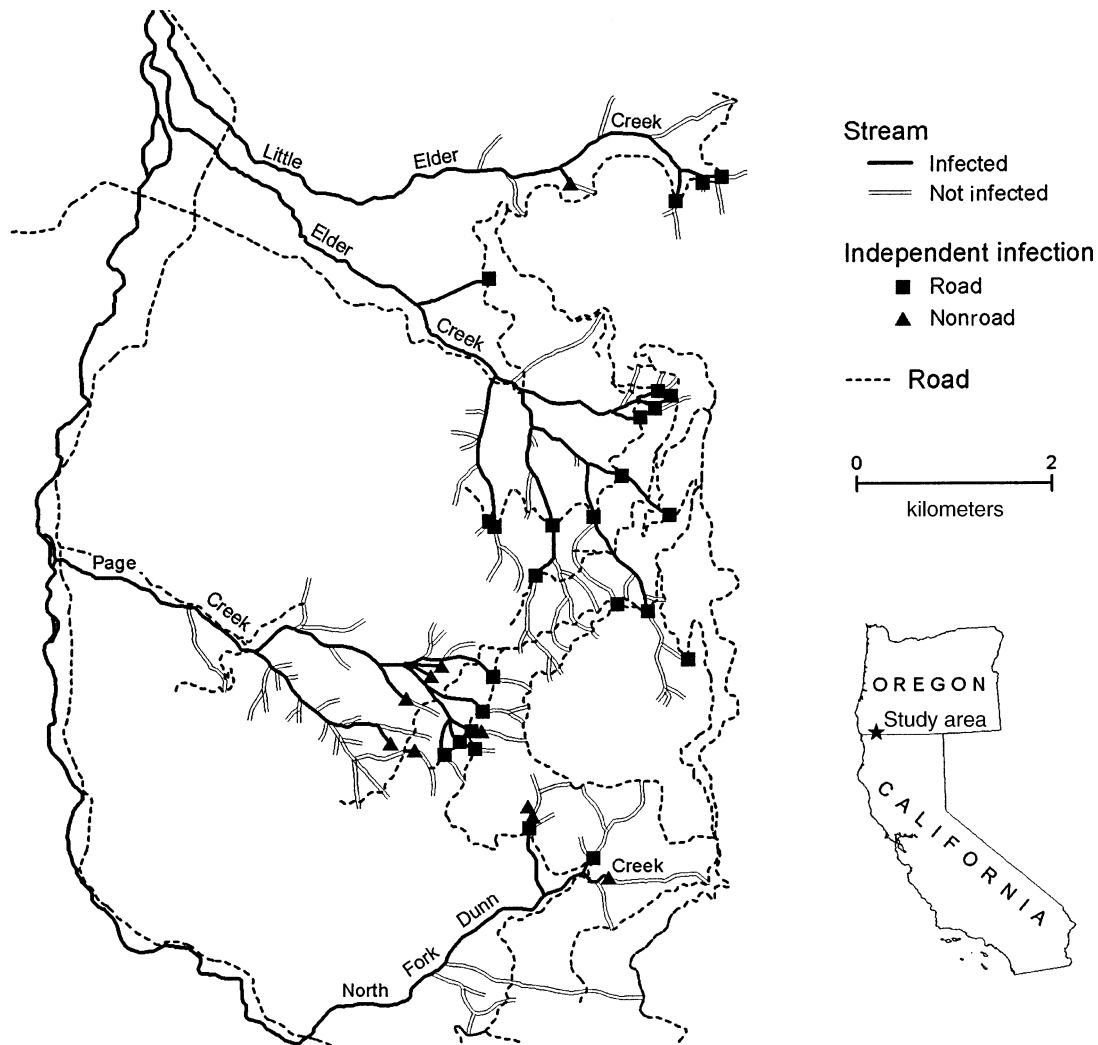 Little Elder Creek
Elder
Creek
Page
Creek
North Fork Dunn Creek
Stream
Infected
Not infected
Independent infection
Road
Nonroad
Road
0 2
kilometers
OREGON
Study area
CALIFORNIA